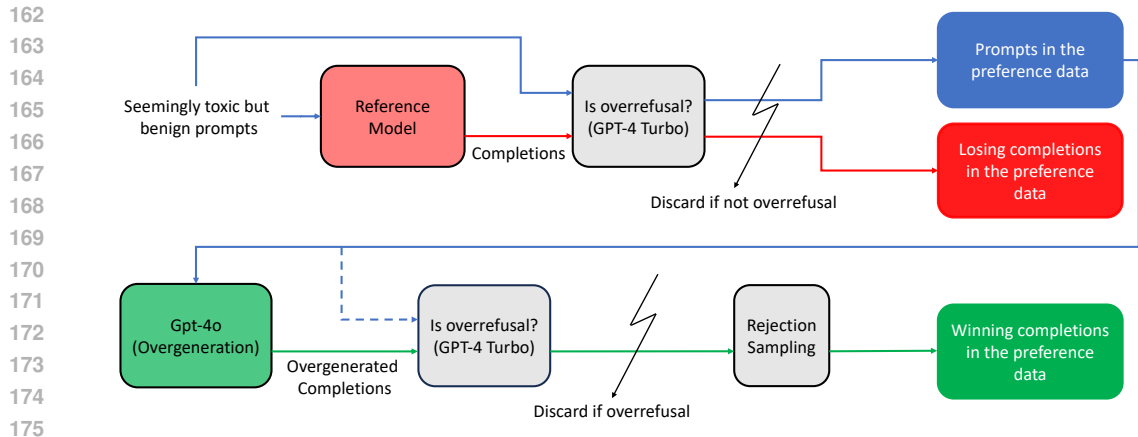 162
163
164
165
166
167
168
169
170
171
172
173
174
175
Seemingly toxic but
benign prompts
Reference
Model
Completions
Is overrefusal?
(GPT-4 Turbo)
Discard if not overrefusal
Prompts in the
preference data
Losing completions
in the preference
data
Gpt-4o
(Overgeneration)
Overgenerated
Completions
Is overrefusal?
(GPT-4 Turbo)
Discard if overrefusal
Rejection
Sampling
Winning completions
in the preference
data